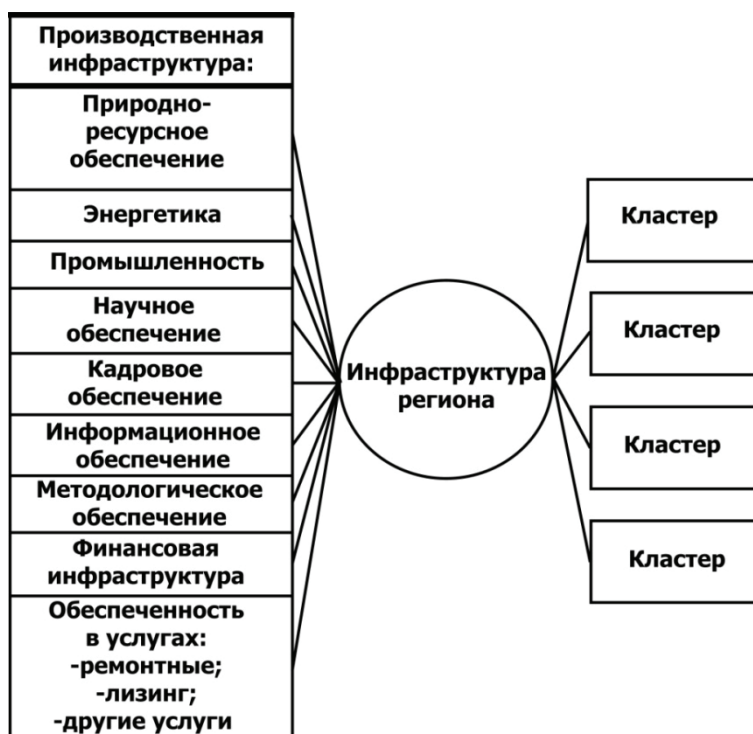 Производственная
инфраструктура:
Природно-
ресурсное
обеспечение
Энергетика
Промышленность
Научное
обеспечение
Кадровое
обеспечение
Информационное
обеспечение
Методологическое
обеспечение
Финансовая
инфраструктура
Обеспеченность
в услугах:
-ремонтные;
-лизинг;
-другие услуги
Инфраструктура
региона
Кластер
Кластер
Кластер
Кластер